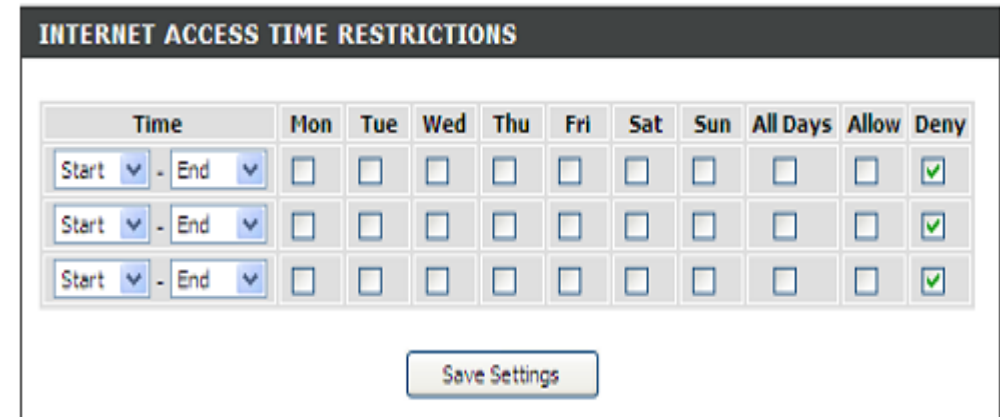 INTERNET ACCESS TIME RESTRICTIONS
Time Mon Tue Wed Thu Fri Sat Sun All Days Allow Deny
Start - End
Start - End
Start - End
Save Settings